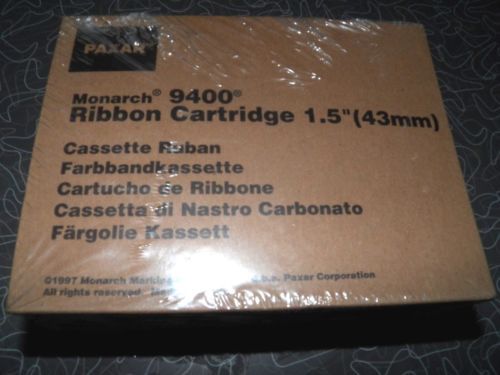 PAXAR
Monarch® 9400®
Ribbon Cartridge 1.5"(43mm)
Cassette Ruban
Farbbandkassette
Cartucho de Ribbone
Cassetta di Nastro Carbonato
Färgolie Kassett
©1997 Monarch Marking Paxar Corporation
All rights reserved.